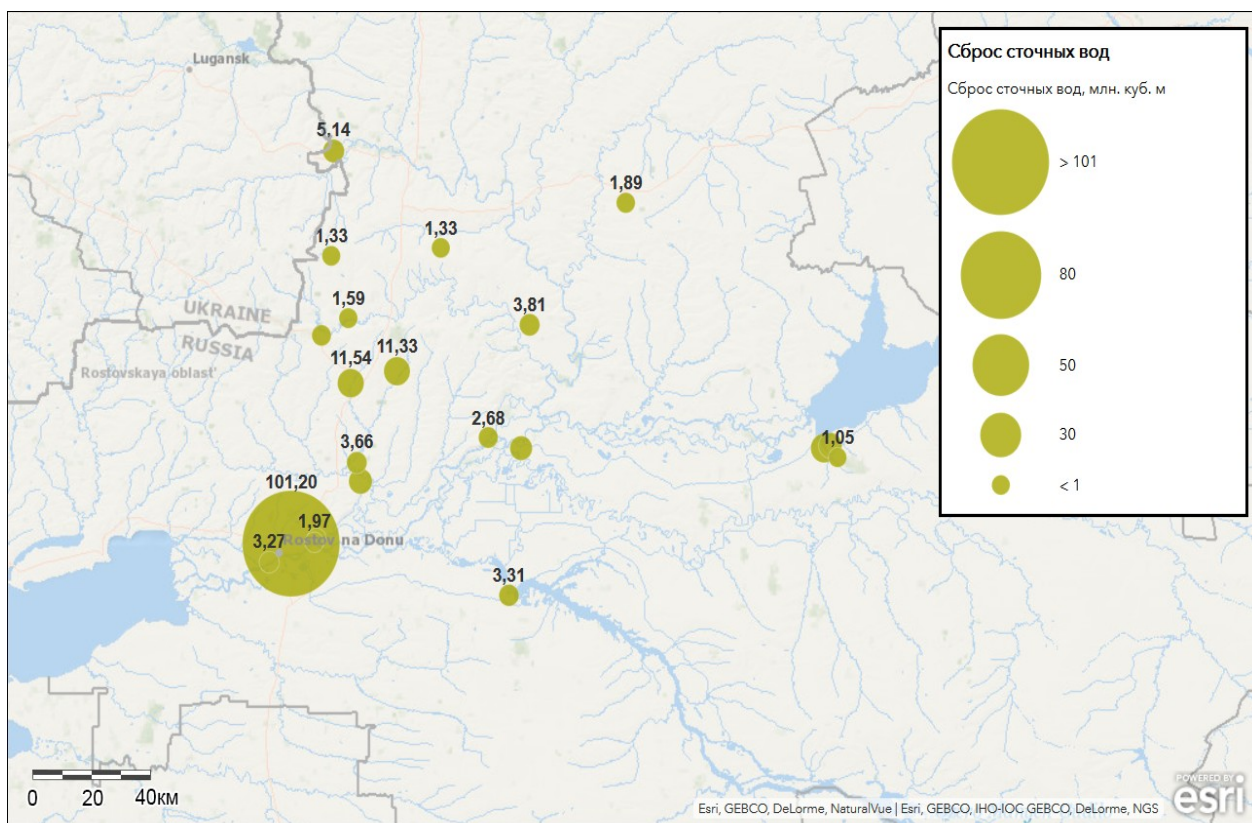 Сброс сточных вод
Сброс сточных вод, млн. куб. м
> 101
80
50
30
< 1
Lugansk
5,14
1,89
1,33
1,33
UKRAINE
1,59
3,81
RUSSIA
11,33
Rostovskaya oblast'
11,54
2,68
3,66
1,05
101,20
1,97
3,27
Rostov na Donu
3,31
0 20 40км
Esri, GEBCO, DeLorme, NaturalVue | Esri, GEBCO, IHO-IOC GEBCO, DeLorme, NGS
POWERED BY
esri